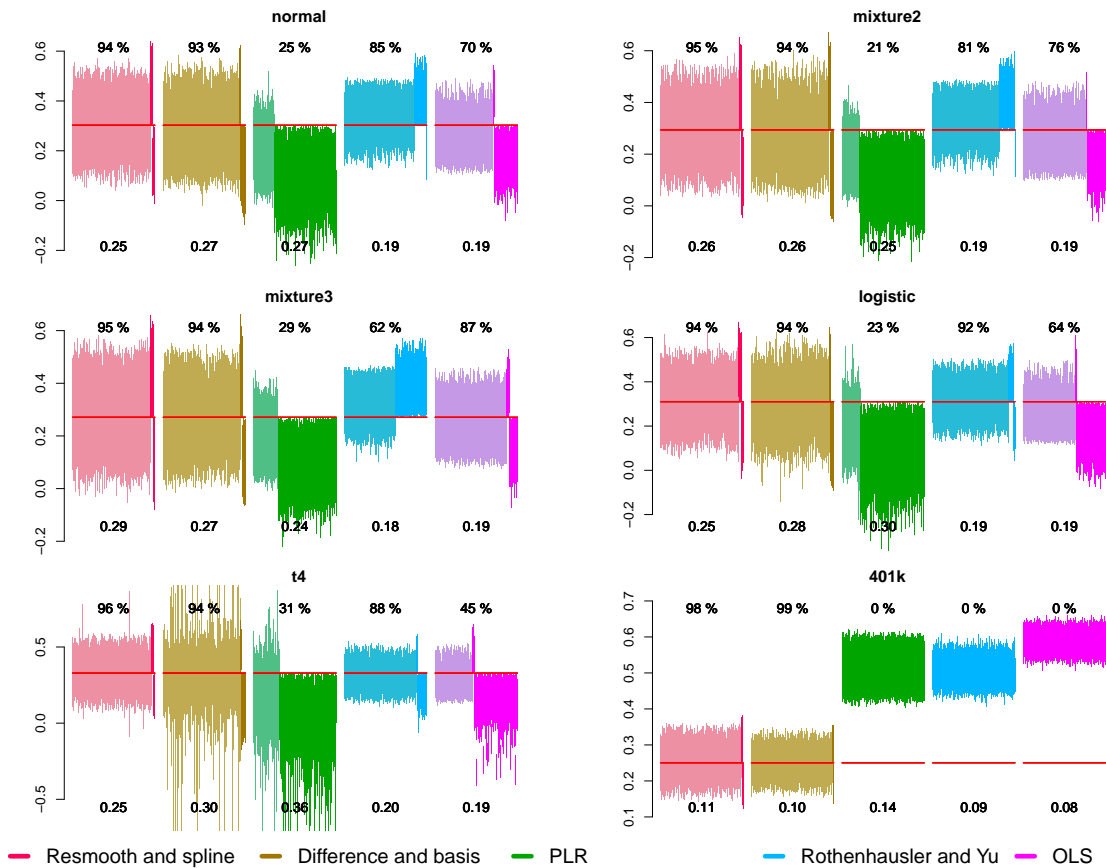 normal
0.6
0.4
0.2
0.0
−0.2
94 % 93 % 25 % 85 % 70 %
0.25 0.27 0.27 0.19 0.19
mixture2
0.6
0.4
0.2
0.0
−0.2
95 % 94 % 21 % 81 % 76 %
0.26 0.26 0.25 0.19 0.19
mixture3
0.6
0.4
0.2
0.0
−0.2
95 % 94 % 29 % 62 % 87 %
0.29 0.27 0.24 0.18 0.19
logistic
0.6
0.4
0.2
0.0
−0.2
94 % 94 % 23 % 92 % 64 %
0.25 0.28 0.30 0.19 0.19
t4
0.5
0.0
−0.5
96 % 94 % 31 % 88 % 45 %
0.25 0.30 0.36 0.20 0.19
401k
0.7
0.6
0.5
0.4
0.3
0.2
0.1
98 % 99 % 0 % 0 % 0 %
0.11 0.10 0.14 0.09 0.08
Resmooth and spline Difference and basis PLR Rothenhausler and Yu OLS